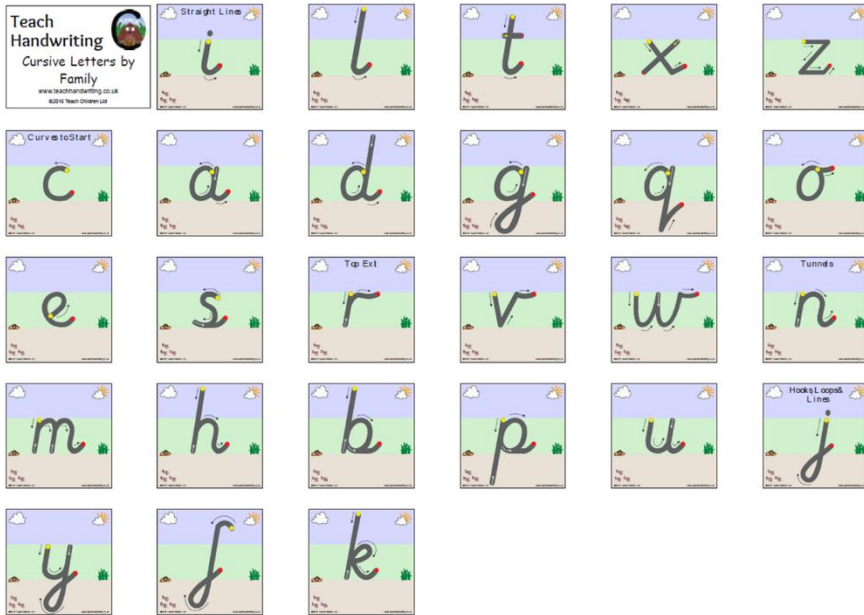 Teach
Handwriting
Cursive Letters by
Family
www.teachhandwriting.co.uk
©2016 Teach Children Ltd
Straight Lines
i
l
t
x
z
Curves to Start
c
a
d
g
q
o
e
s
Top Exit
r
v
w
Tunnels
n
m
h
b
p
u
Hooks, Loops &
Lines
j
y
f
k